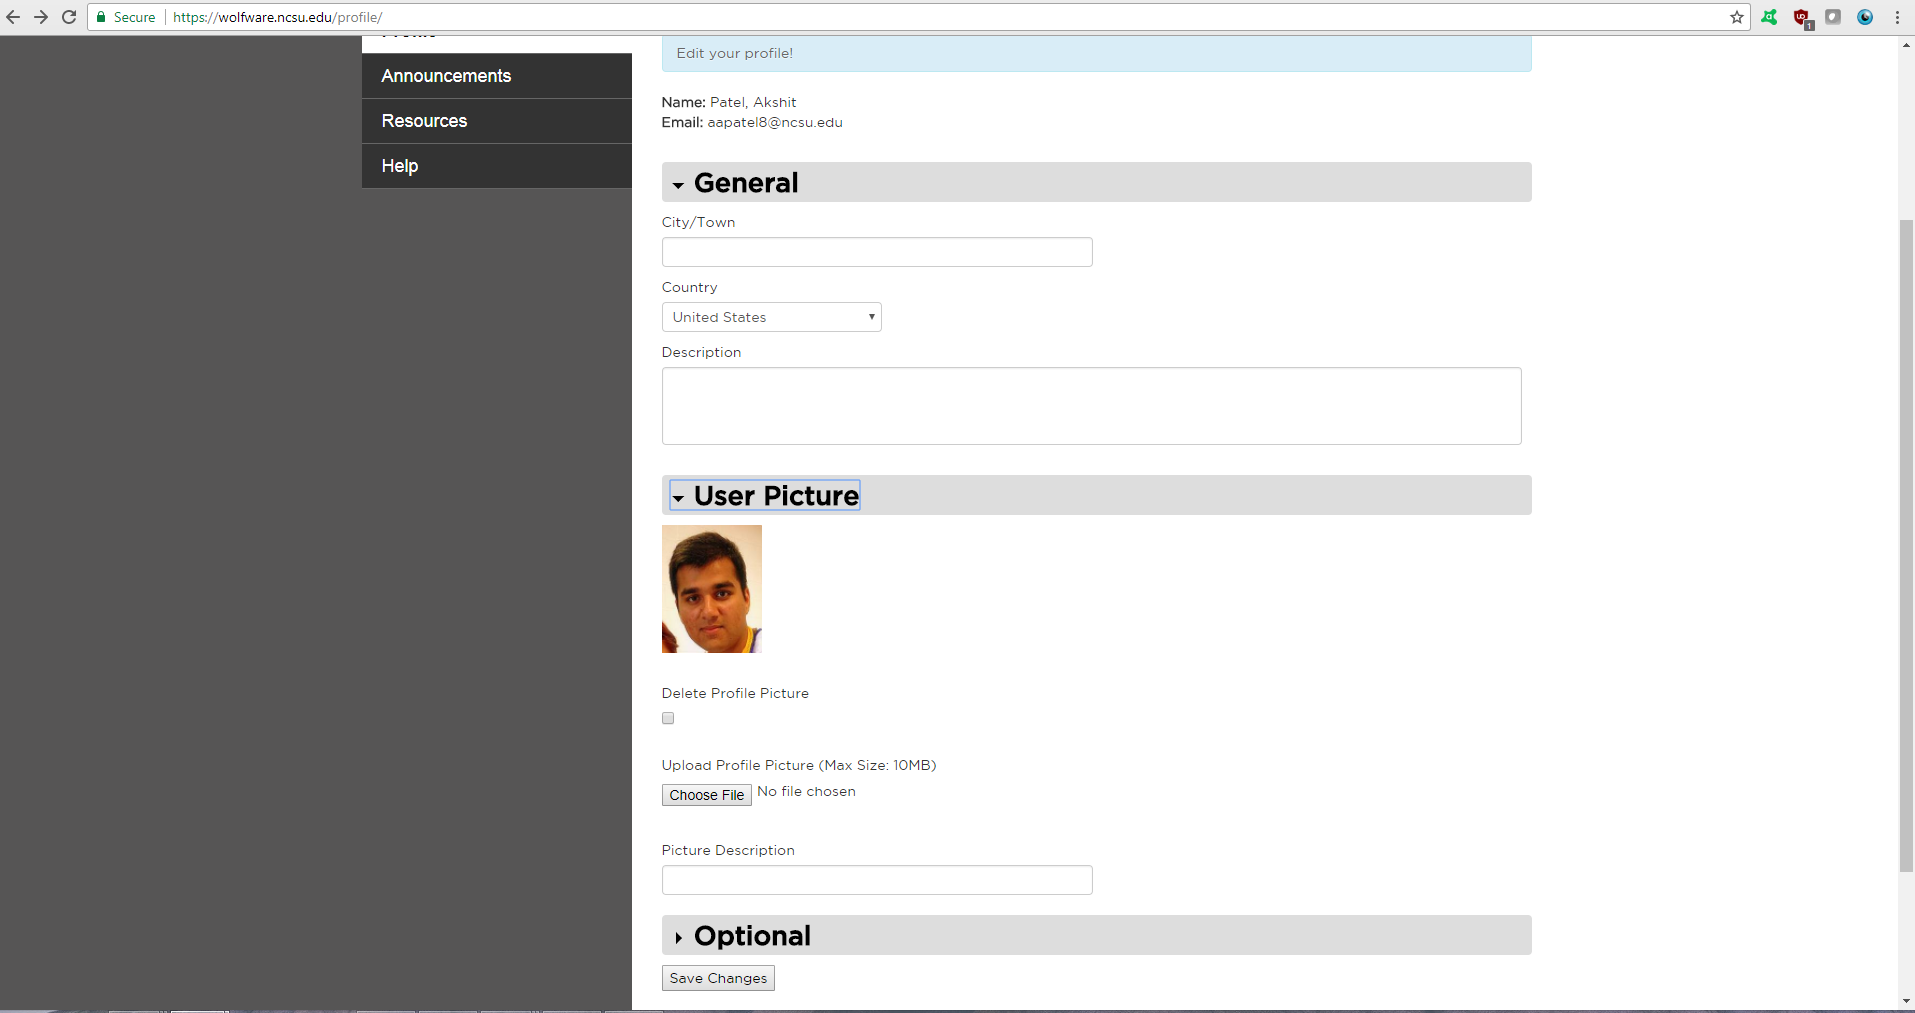 Secure https://wolfware.ncsu.edu/profile/
1
Announcements
Resources
Help
Edit your profile!
Name: Patel, Akshit
Email: aapatel8@ncsu.edu
General
City/Town
Country
United States
Description
User Picture
Delete Profile Picture
Upload Profile Picture (Max Size: 10MB)
Choose File No file chosen
Picture Description
Optional
Save Changes